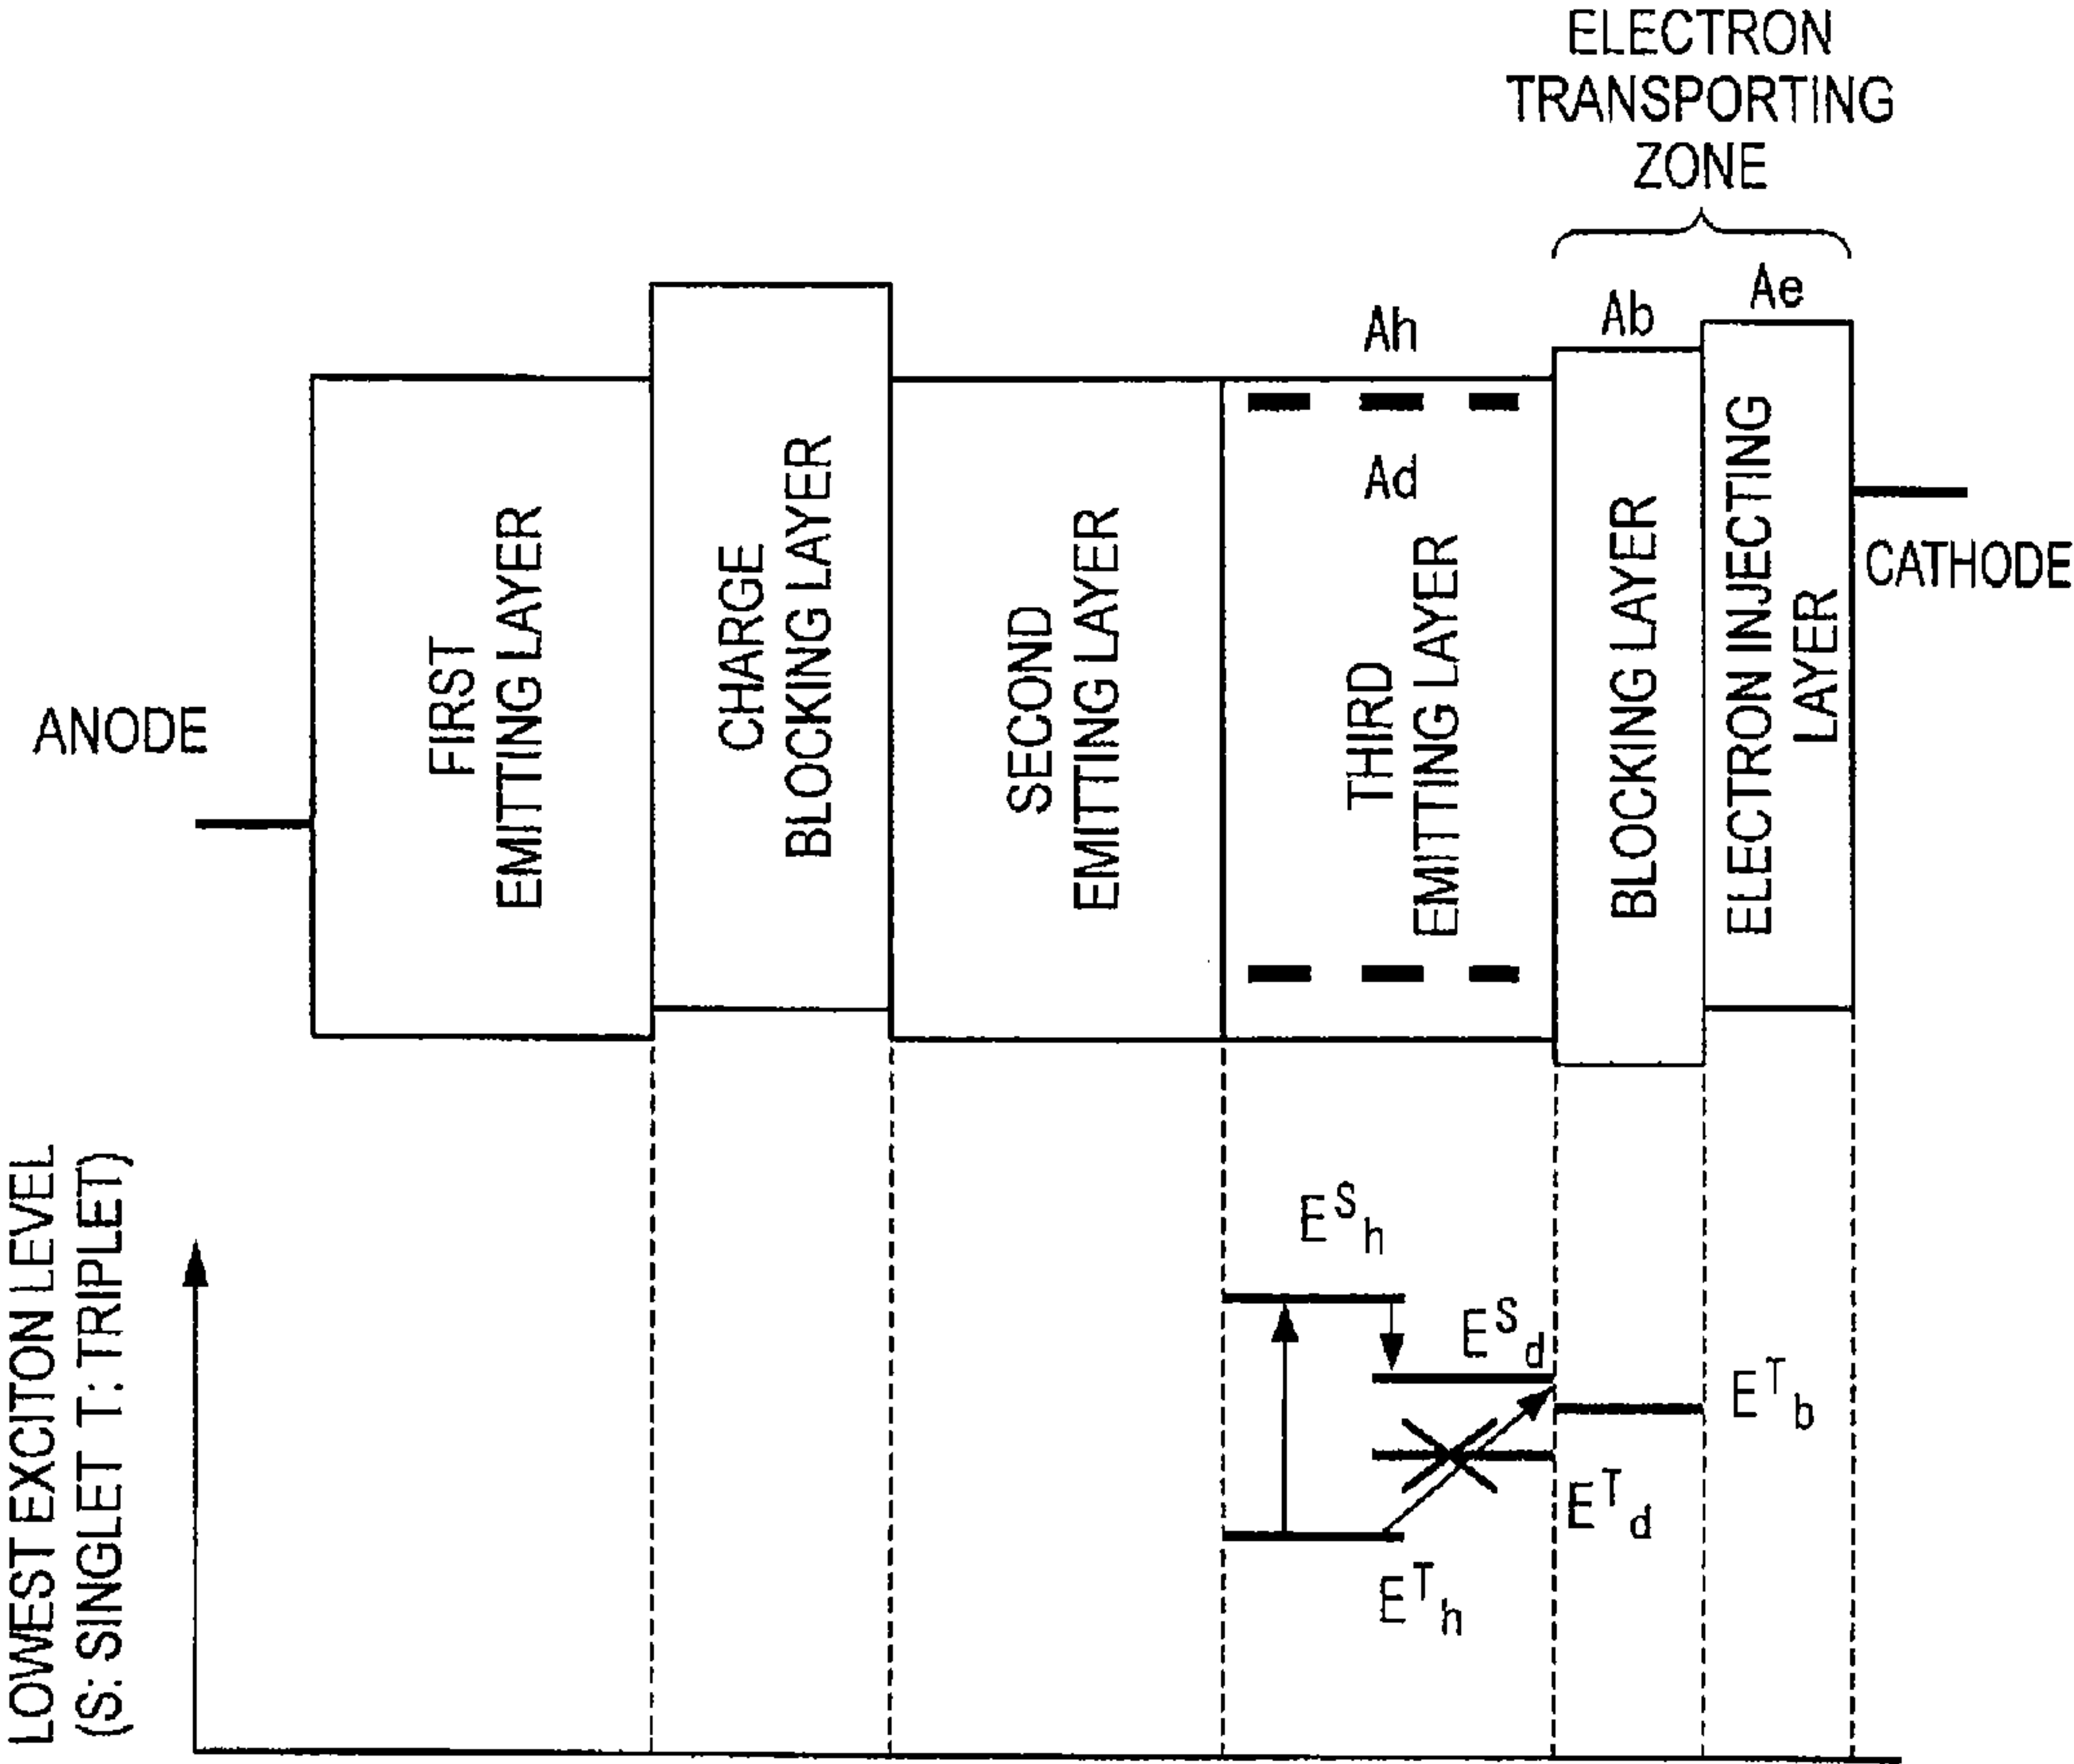 ELECTRON
TRANSPORTING
ZONE
Ae
Ab
Ah
Ad
ANODE
FIRST
EMITTING LAYER
CHARGE
BLOCKING LAYER
SECOND
EMITTING LAYER
THIRD
EMITTING LAYER
BLOCKING LAYER
ELECTRON INJECTING
LAYER
CATHODE
LOWEST EXCITON LEVEL
(S: SINGLET T: TRIPLET)
E^S_h
E^S_d
E^T_b
E^T_d
E^T_h